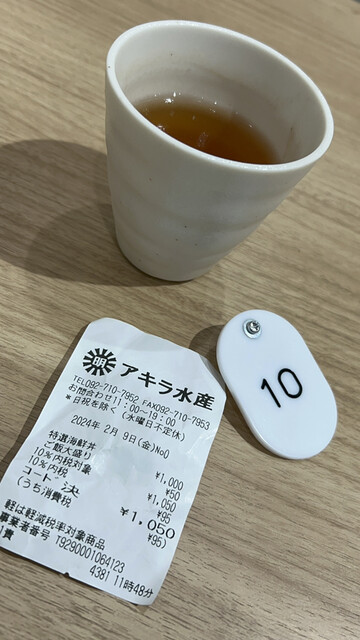 アキラ水産
TEL092-710-7952 FAX092-710-7953
お問合わせ11:00~19:00
*日祝を除く(水曜日不定休)
2024年 2月 9日(金)No0
特選海鮮丼 ¥1,000
ご飯大盛り ¥50
10%内税対象 ¥1,050
10%内税 ¥95
コード決 ¥1,050
(うち消費税 ¥95)
軽は軽減税率対象商品
事業者番号 T9290001064123
責 4381 11時48分
10